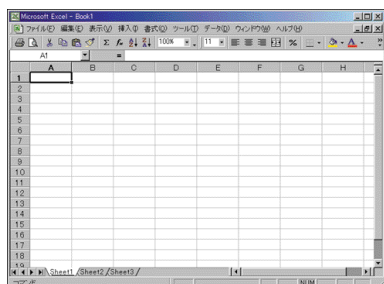 Microsoft Excel - Book1
ファイル(F) 編集(E) 表示(V) 挿入(I) 書式(O) ツール(T) データ(D) ウィンドウ(W) ヘルプ(H)
Σ fx 100% 11 %
A1 =
A B C D E F G H
1
2
3
4
5
6
7
8
9
10
11
12
13
14
15
16
17
18
19
Sheet1 Sheet2 Sheet3
コマンド NUM